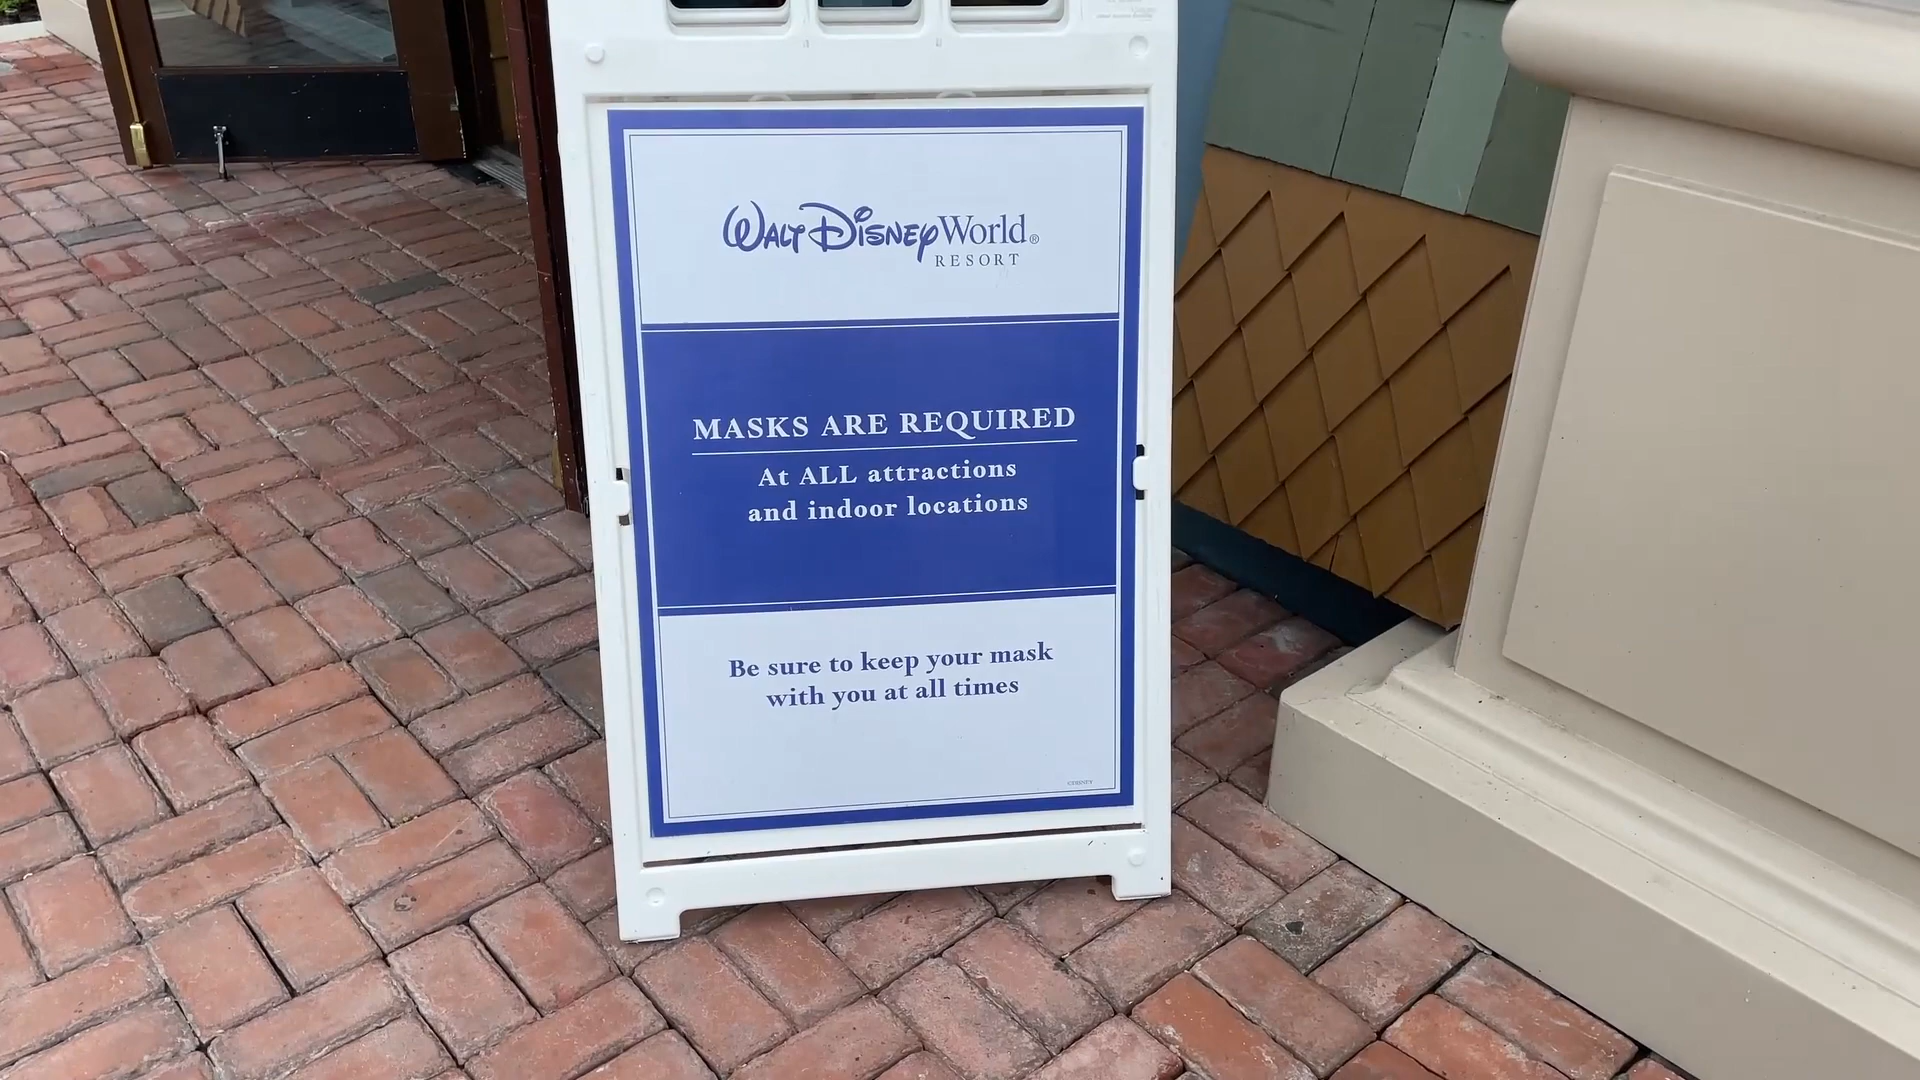 Walt Disney World®
RESORT
MASKS ARE REQUIRED
At ALL attractions
and indoor locations
Be sure to keep your mask
with you at all times
©DISNEY